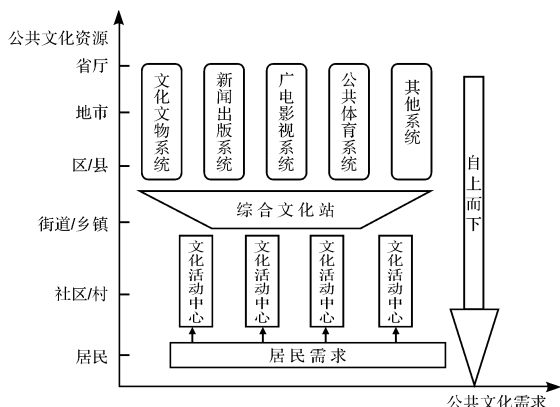 公共文化资源
省厅
地市
区/县
街道/乡镇
社区/村
居民
文化文物系统
新闻出版系统
广电影视系统
公共体育系统
其他系统
综合文化站
文化活动中心
文化活动中心
文化活动中心
文化活动中心
居民需求
自上而下
公共文化需求